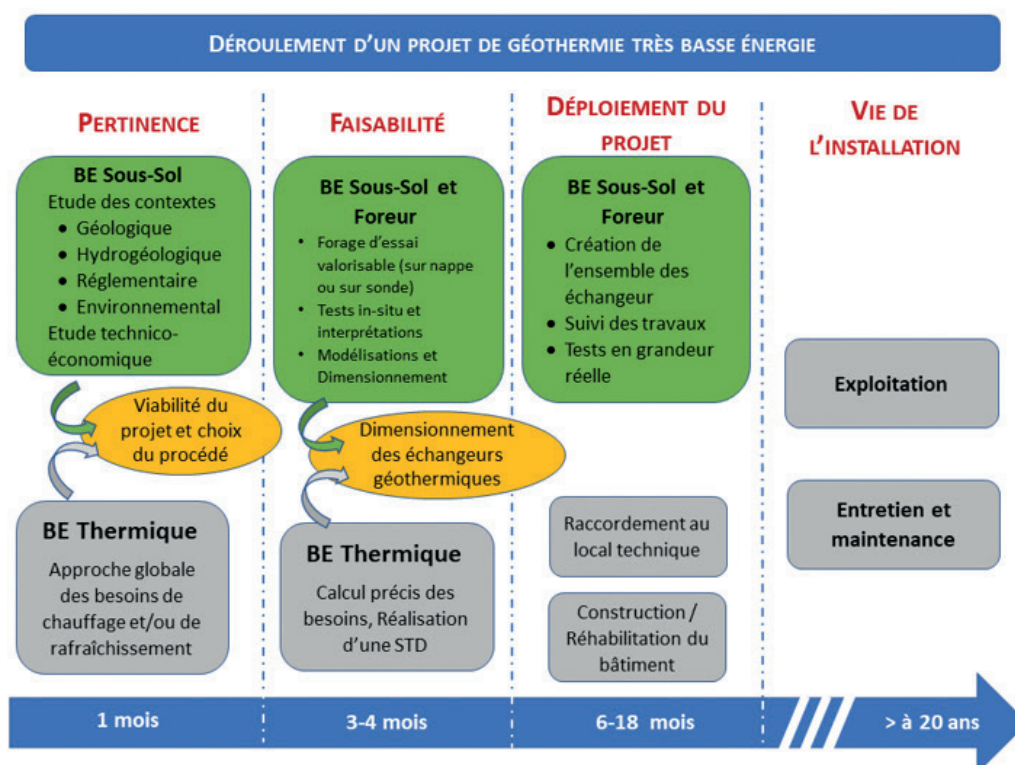 DÉROULEMENT D'UN PROJET DE GÉOTHERMIE TRÈS BASSE ÉNERGIE
PERTINENCE
BE Sous-Sol
Etude des contextes
• Géologique
• Hydrogéologique
• Réglementaire
• Environnemental
Etude technico-
économique
Viabilité du
projet et choix
du procédé
BE Thermique
Approche globale
des besoins de
chauffage et/ou de
rafraîchissement
1 mois
FAISABILITÉ
BE Sous-Sol et
Foreur
• Forage d'essai
valorisable (sur nappe
ou sur sonde)
• Tests in-situ et
interprétations
• Modélisations et
Dimensionnement
Dimensionnement
des échangeurs
géothermiques
BE Thermique
Calcul précis des
besoins, Réalisation
d'une STD
3-4 mois
DÉPLOIEMENT DU
PROJET
BE Sous-Sol et
Foreur
• Création de
l'ensemble des
échangeur
• Suivi des travaux
• Tests en grandeur
réelle
Raccordement au
local technique
Construction /
Réhabilitation du
bâtiment
6-18 mois
VIE DE
L'INSTALLATION
Exploitation
Entretien et
maintenance
> à 20 ans